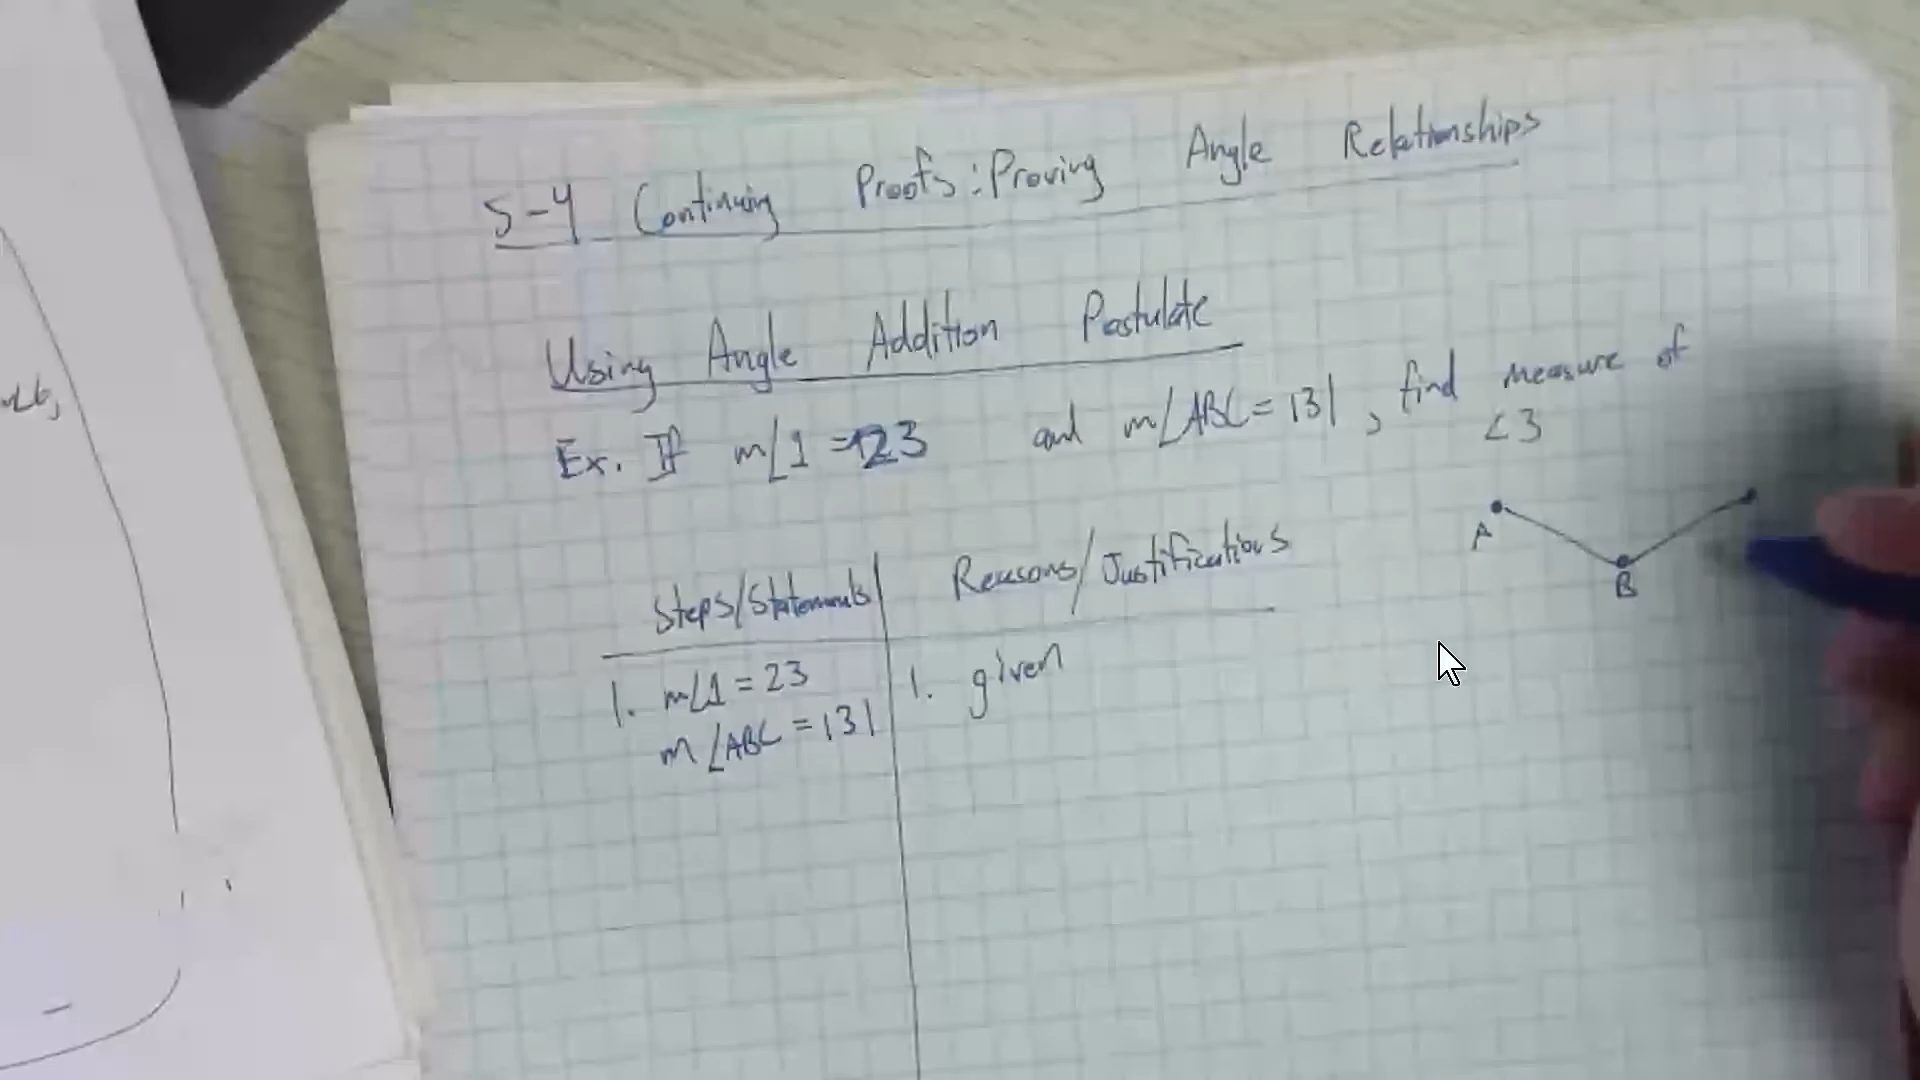 5-4 Continuing Proofs: Proving Angle Relationships
Using Angle Addition Postulate
Ex. If m∠1 = 23 and m∠ABC = 131, find measure of
∠3
A
B
Steps/Statements Reasons/Justifications
1. m∠1 = 23 1. given
m∠ABC = 131